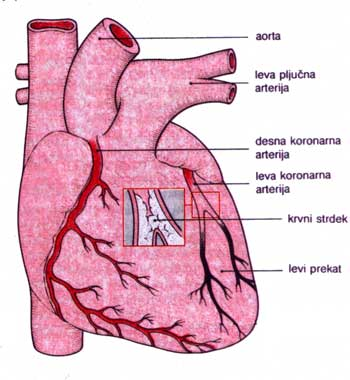 aorta
leva pljučna
arterija
desna koronarna
arterija
leva koronarna
arterija
krvni strdek
levi prekat